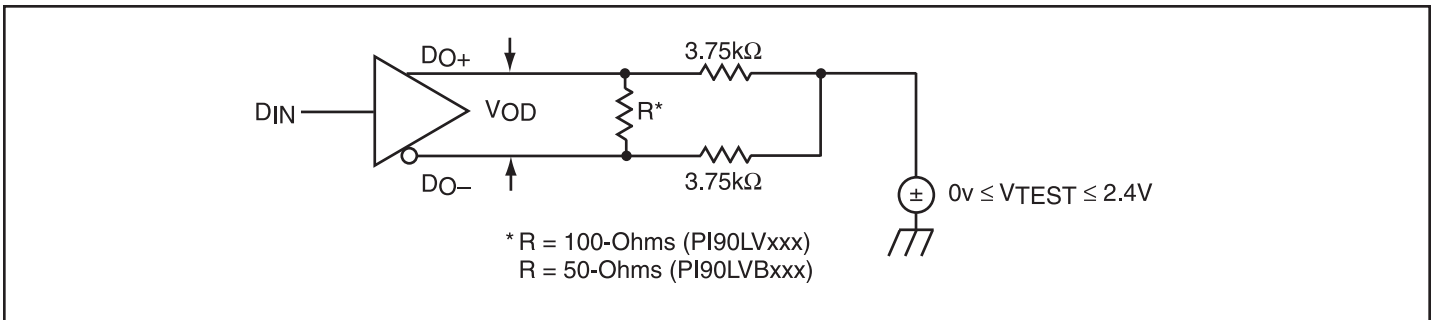 DO+
3.75kΩ
DIN
VOD
R*
DO–
3.75kΩ
±
0v ≤ VTEST ≤ 2.4V
* R = 100-Ohms (PI90LVxxx)
R = 50-Ohms (PI90LVBxxx)